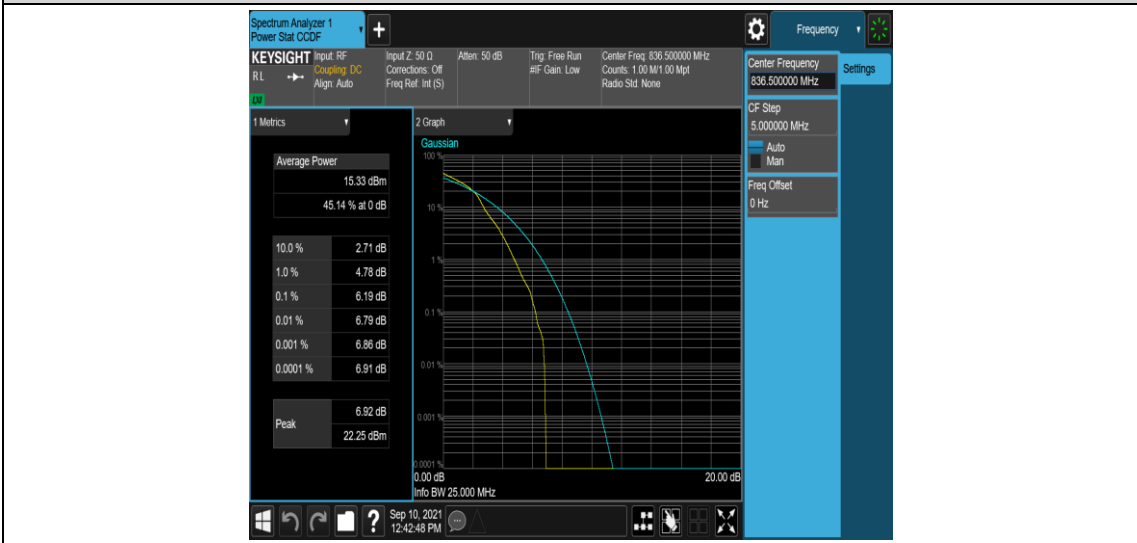 Spectrum Analyzer 1
Power Stat CCDF
+
Frequency
KEYSIGHT
R L
LXI
Input: RF
Coupling: DC
Align: Auto
Input Z: 50 Ω
Corrections: Off
Freq Ref: Int (S)
Atten: 50 dB
Trig: Free Run
#IF Gain: Low
Center Freq: 836.500000 MHz
Counts: 1.00 M/1.00 Mpt
Radio Std: None
Center Frequency
836.500000 MHz
Settings
CF Step
5.000000 MHz
Auto
Man
Freq Offset
0 Hz
1 Metrics
Average Power
15.33 dBm
45.14 % at 0 dB
10.0 % 2.71 dB
1.0 % 4.78 dB
0.1 % 6.19 dB
0.01 % 6.79 dB
0.001 % 6.86 dB
0.0001 % 6.91 dB
Peak
6.92 dB
22.25 dBm
2 Graph
Gaussian
100 %
10 %
1 %
0.1 %
0.01 %
0.001 %
0.0001 %
0.00 dB 20.00 dB
Info BW 25.000 MHz
?
Sep 10, 2021
12:42:48 PM